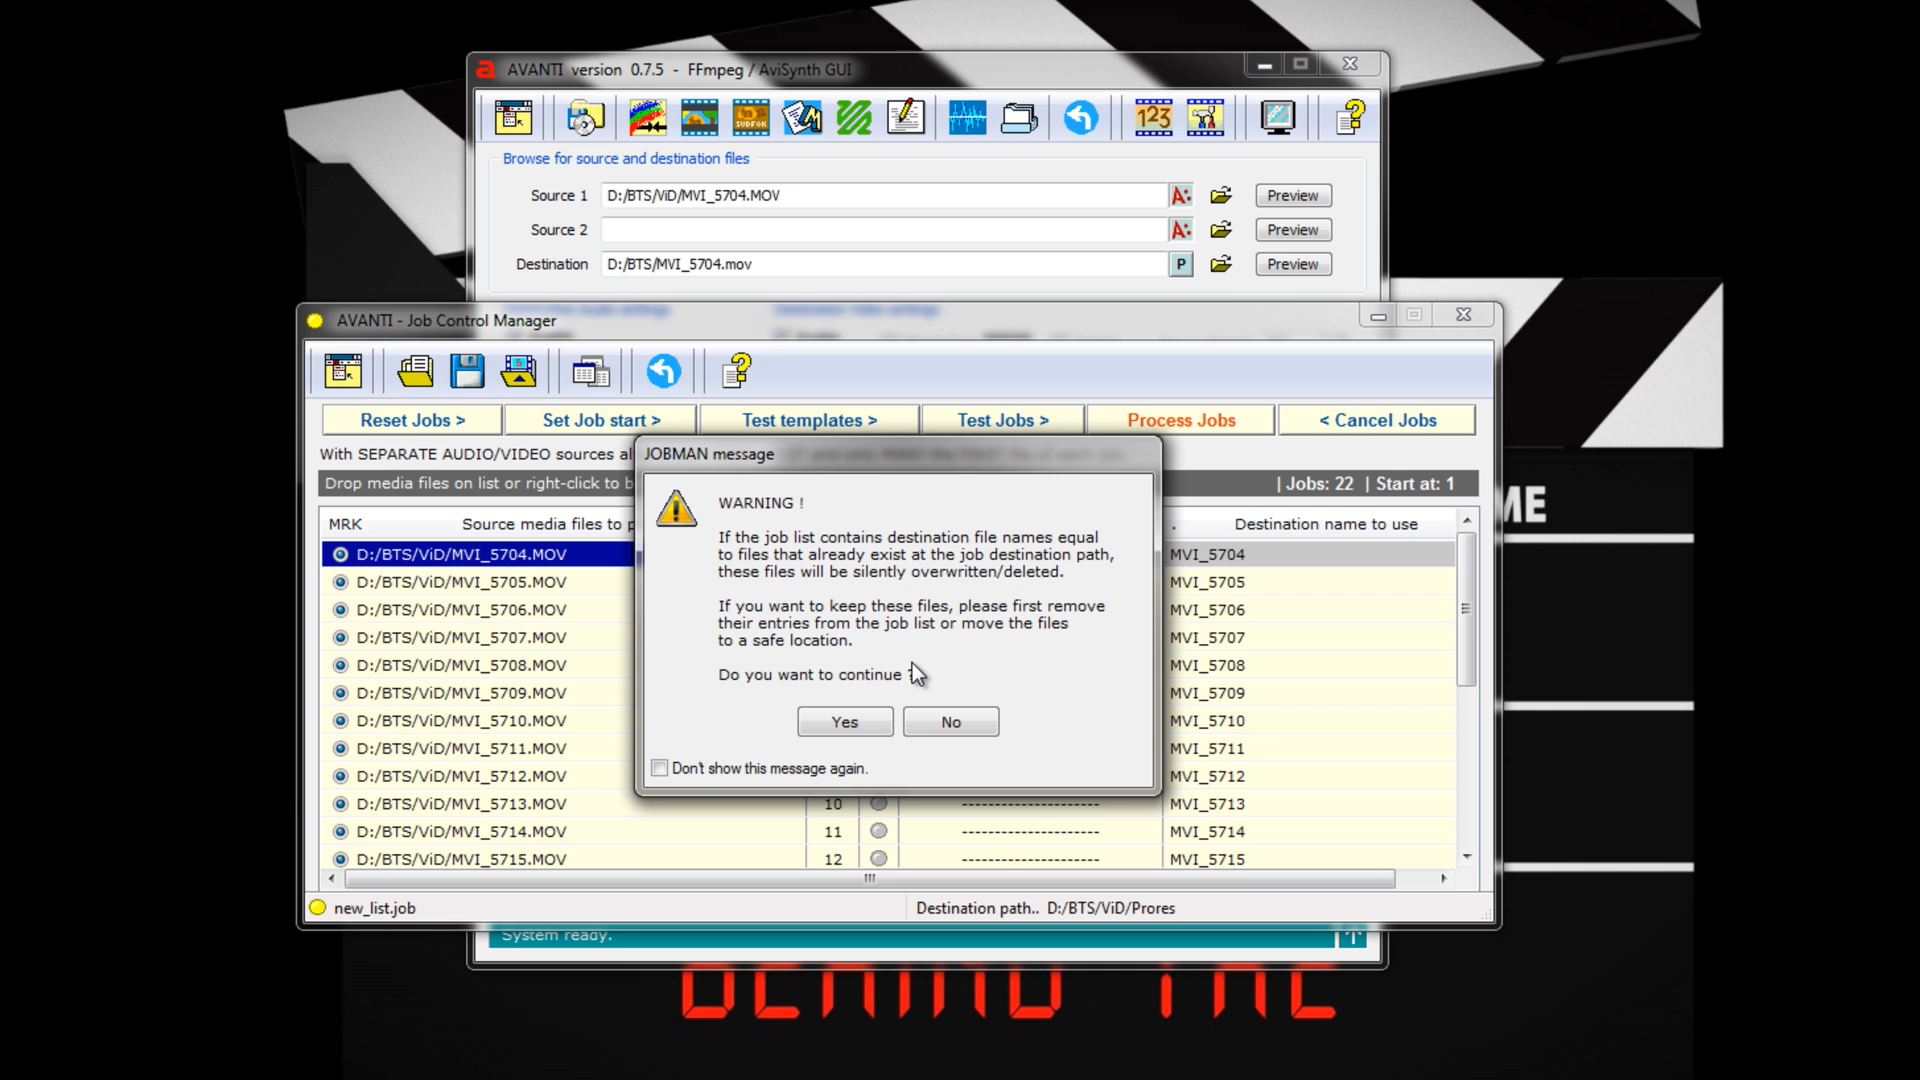 AVANTI version 0.7.5 - FFmpeg / AviSynth GUI
SUDFOK
123
Browse for source and destination files
Source 1 D:/BTS/ViD/MVI_5704.MOV A: Preview
Source 2 A: Preview
Destination D:/BTS/MVI_5704.mov P Preview
AVANTI - Job Control Manager
Reset Jobs > Set Job start > Test templates > Test Jobs > Process Jobs < Cancel Jobs
With SEPARATE AUDIO/VIDEO sources al
Drop media files on list or right-click to b | Jobs: 22 | Start at: 1
MRK Source media files to p . Destination name to use
D:/BTS/ViD/MVI_5704.MOV MVI_5704
D:/BTS/ViD/MVI_5705.MOV MVI_5705
D:/BTS/ViD/MVI_5706.MOV MVI_5706
D:/BTS/ViD/MVI_5707.MOV MVI_5707
D:/BTS/ViD/MVI_5708.MOV MVI_5708
D:/BTS/ViD/MVI_5709.MOV MVI_5709
D:/BTS/ViD/MVI_5710.MOV MVI_5710
D:/BTS/ViD/MVI_5711.MOV MVI_5711
D:/BTS/ViD/MVI_5712.MOV MVI_5712
D:/BTS/ViD/MVI_5713.MOV 10 --------------------- MVI_5713
D:/BTS/ViD/MVI_5714.MOV 11 --------------------- MVI_5714
D:/BTS/ViD/MVI_5715.MOV 12 --------------------- MVI_5715
JOBMAN message
WARNING !
If the job list contains destination file names equal
to files that already exist at the job destination path,
these files will be silently overwritten/deleted.
If you want to keep these files, please first remove
their entries from the job list or move the files
to a safe location.
Do you want to continue ?
Yes No
Don't show this message again.
new_list.job Destination path.. D:/BTS/ViD/Prores
System ready.
ME
BEHIND THE